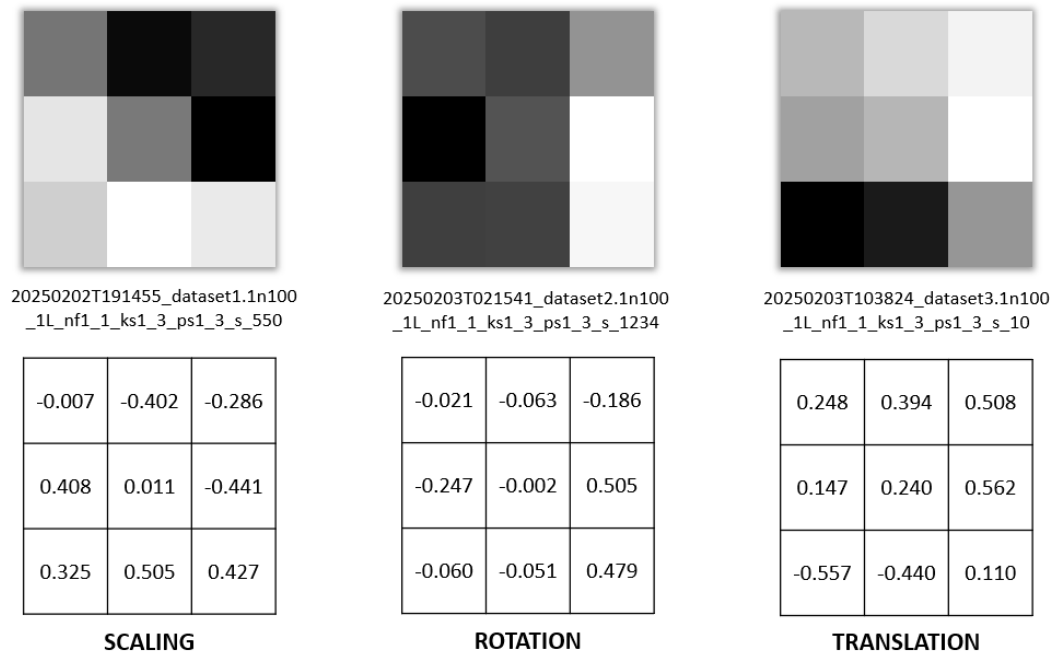 20250202T191455_dataset1.1n100
_1L_nf1_1_ks1_3_ps1_3_s_550
20250203T021541_dataset2.1n100
_1L_nf1_1_ks1_3_ps1_3_s_1234
20250203T103824_dataset3.1n100
_1L_nf1_1_ks1_3_ps1_3_s_10
-0.007 -0.402 -0.286
0.408 0.011 -0.441
0.325 0.505 0.427
SCALING
-0.021 -0.063 -0.186
-0.247 -0.002 0.505
-0.060 -0.051 0.479
ROTATION
0.248 0.394 0.508
0.147 0.240 0.562
-0.557 -0.440 0.110
TRANSLATION